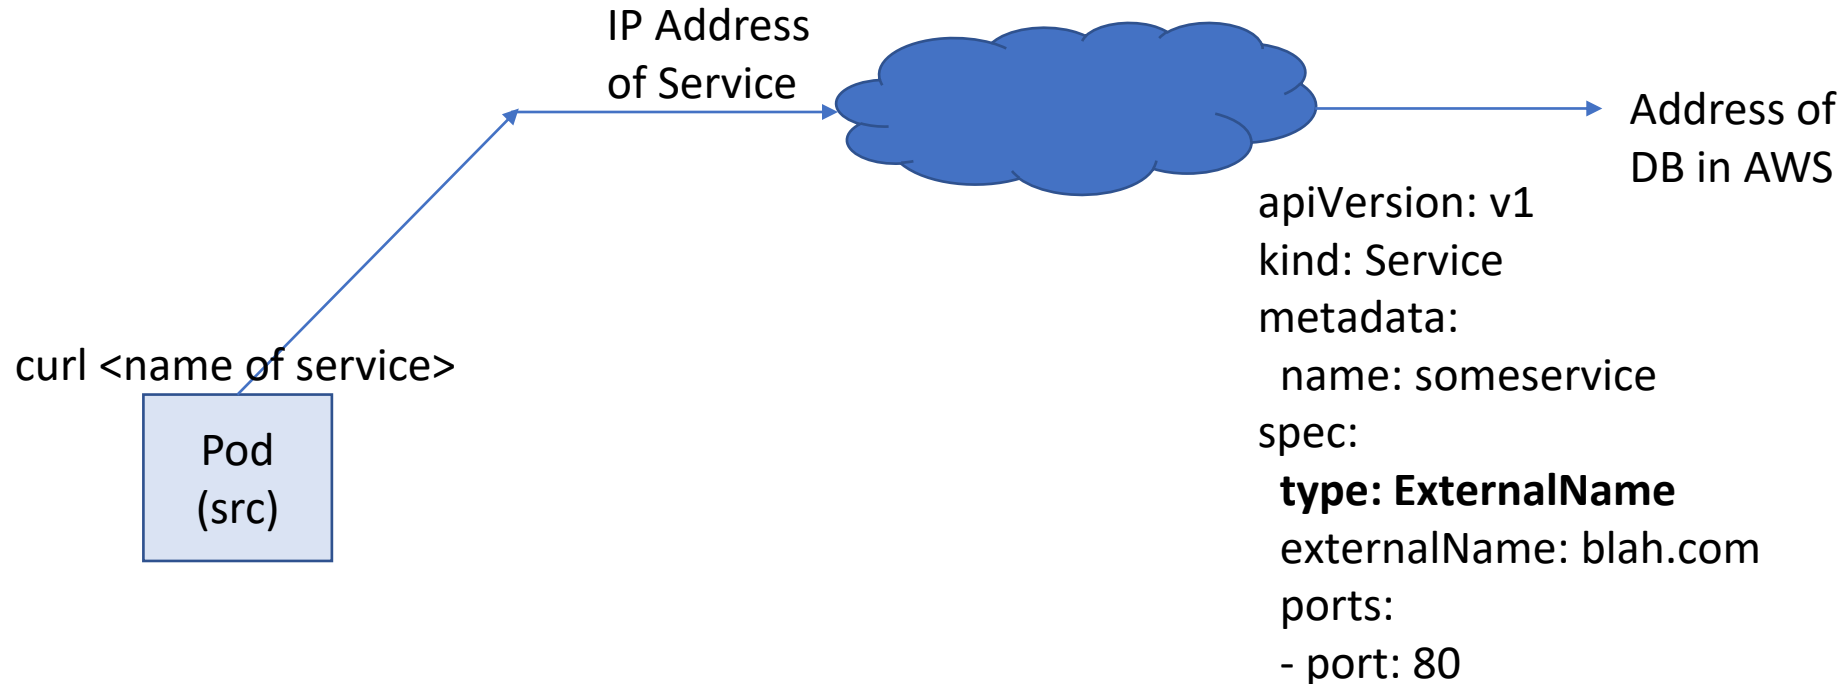 IP Address
of Service
Address of
DB in AWS
curl <name of service>
Pod
(src)
apiVersion: v1
kind: Service
metadata:
  name: someservice
spec:
  type: ExternalName
  externalName: blah.com
  ports:
  - port: 80